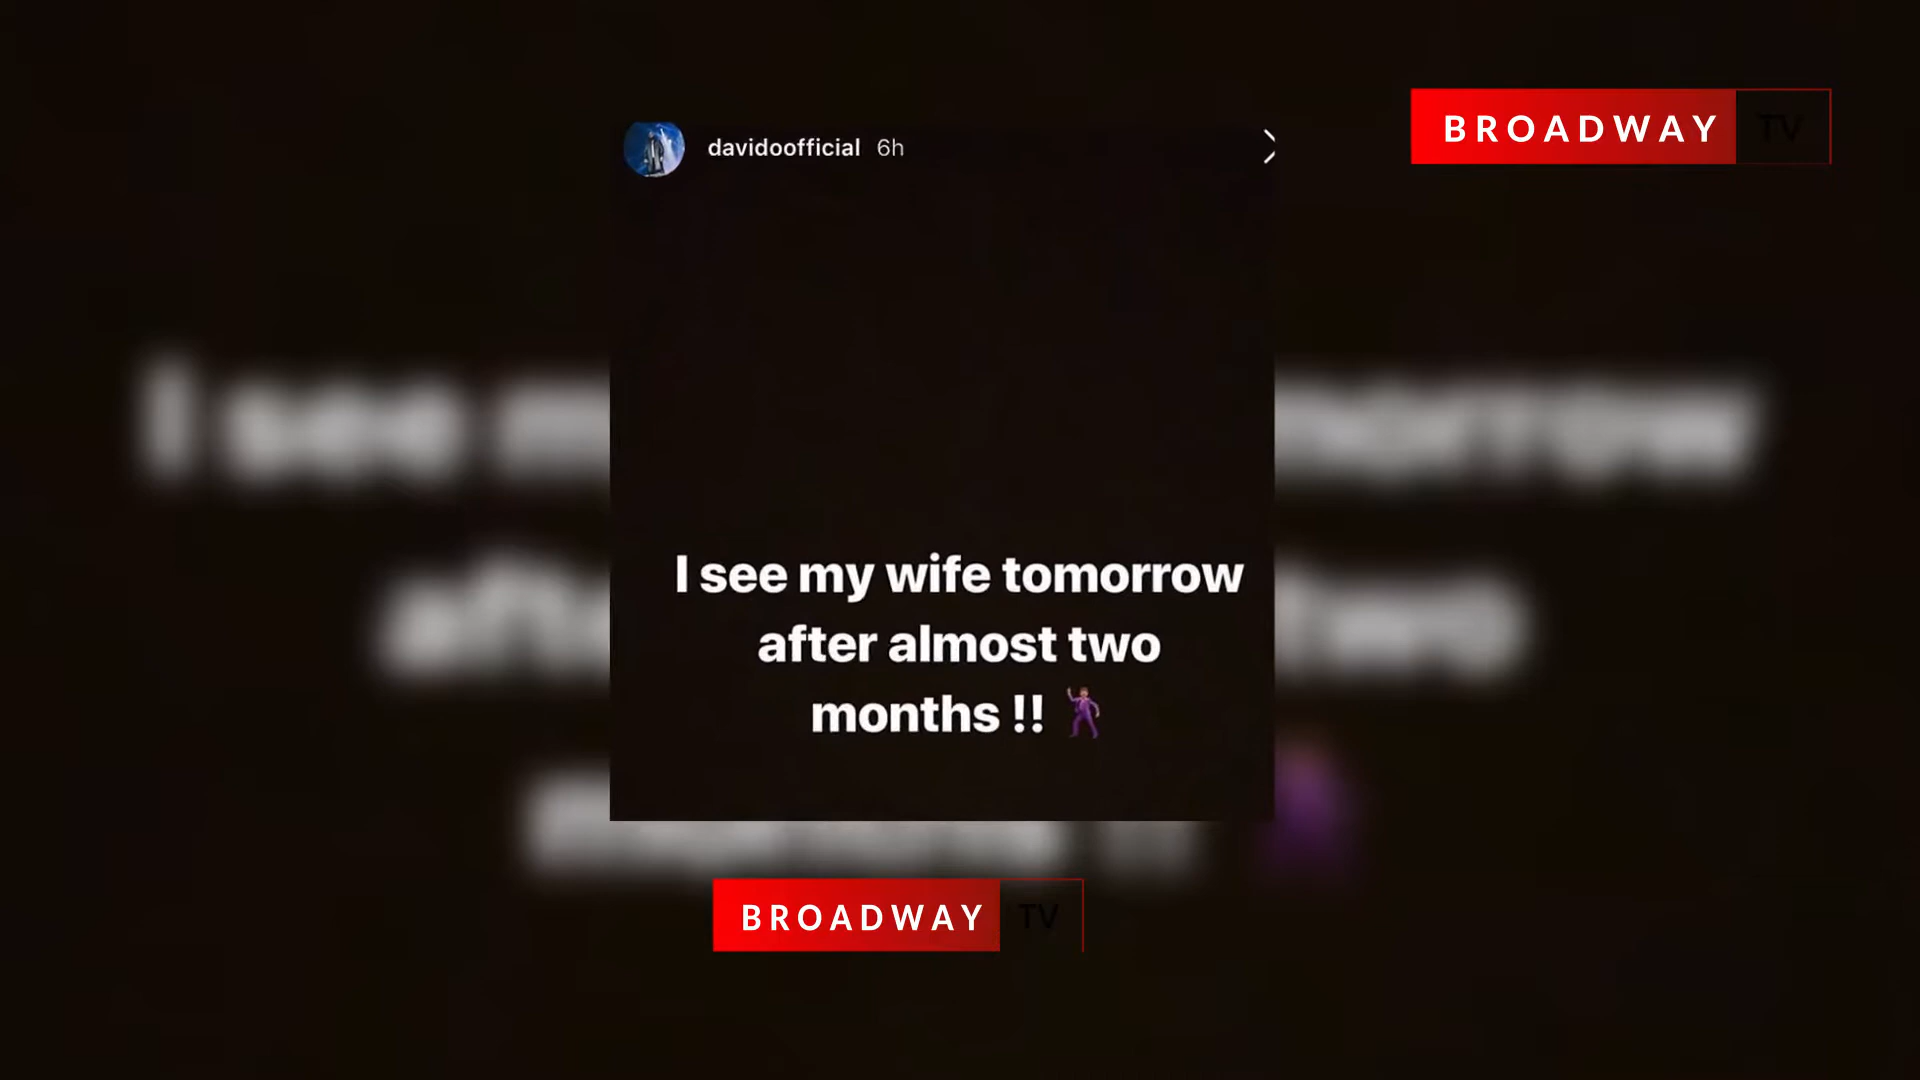 BROADWAY TV
davidoofficial 6h
I see my wife tomorrow
after almost two
months !! 🕺
BROADWAY TV